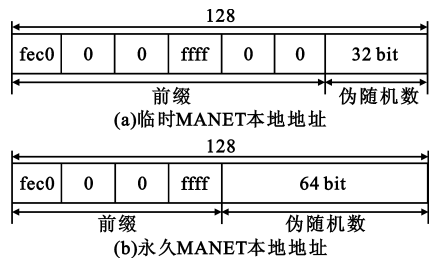 128
fec0 0 0 ffff 0 0 32 bit
前缀 伪随机数
(a)临时MANET本地地址
128
fec0 0 0 ffff 64 bit
前缀 伪随机数
(b)永久MANET本地地址